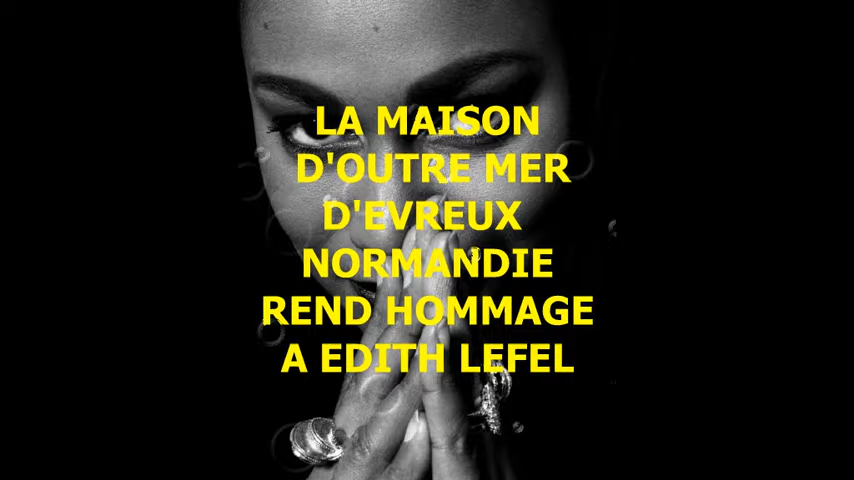 LA MAISON
D'OUTRE MER
D'EVREUX
NORMANDIE
REND HOMMAGE
A EDITH LEFEL